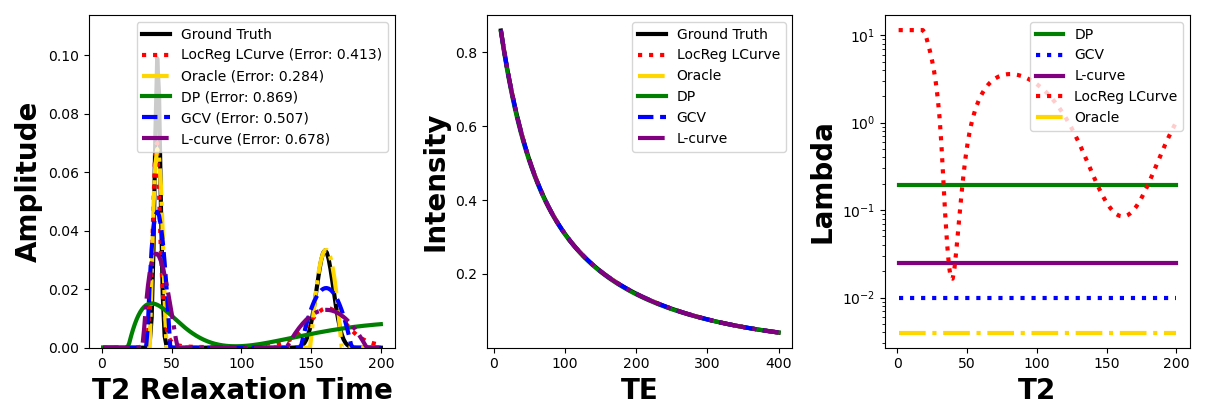 Amplitude
0.10
0.08
0.06
0.04
0.02
0.00
0 50 100 150 200
T2 Relaxation Time
Ground Truth
LocReg LCurve (Error: 0.413)
Oracle (Error: 0.284)
DP (Error: 0.869)
GCV (Error: 0.507)
L-curve (Error: 0.678)
Intensity
0.8
0.6
0.4
0.2
0 100 200 300 400
TE
Ground Truth
LocReg LCurve
Oracle
DP
GCV
L-curve
Lambda
10¹
10⁰
10⁻¹
10⁻²
0 50 100 150 200
T2
DP
GCV
L-curve
LocReg LCurve
Oracle